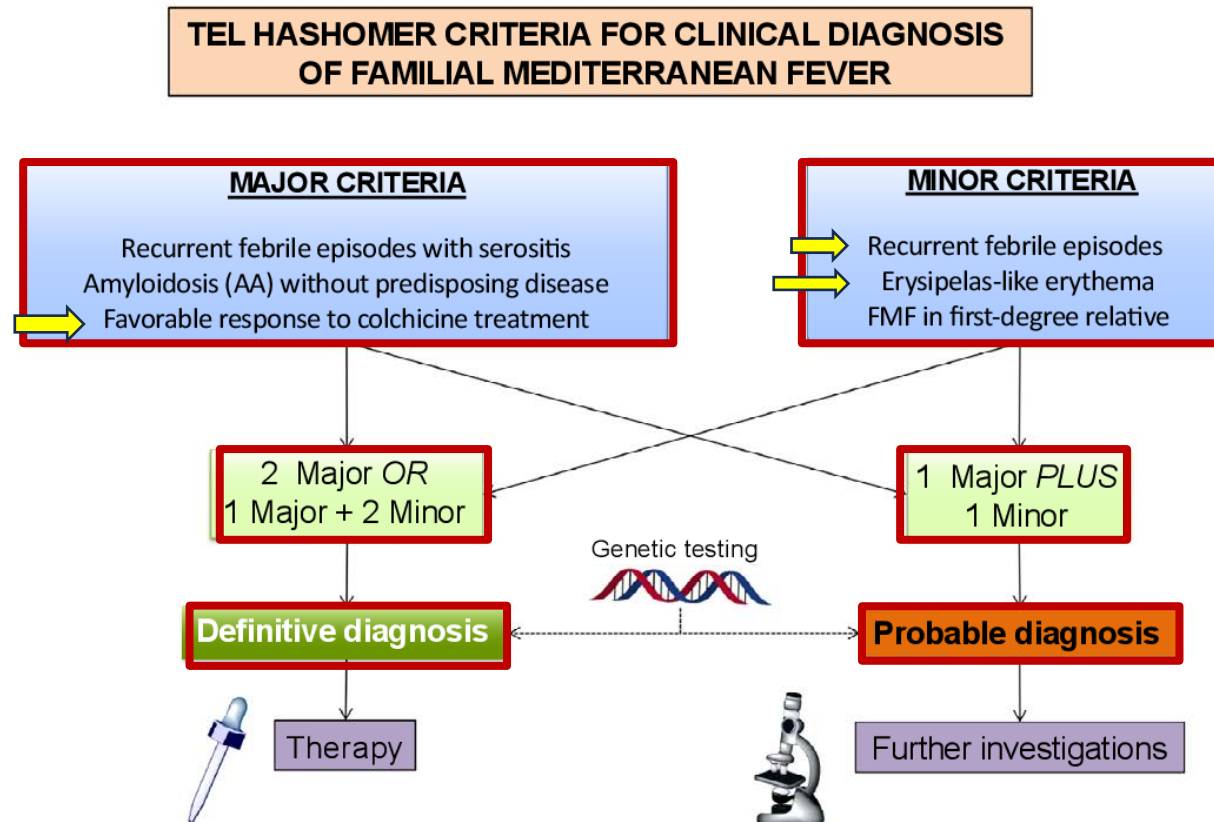 TEL HASHOMER CRITERIA FOR CLINICAL DIAGNOSIS
OF FAMILIAL MEDITERRANEAN FEVER
MAJOR CRITERIA
Recurrent febrile episodes with serositis
Amyloidosis (AA) without predisposing disease
Favorable response to colchicine treatment
MINOR CRITERIA
Recurrent febrile episodes
Erysipelas-like erythema
FMF in first-degree relative
2 Major OR
1 Major + 2 Minor
1 Major PLUS
1 Minor
Genetic testing
Definitive diagnosis
Probable diagnosis
Therapy
Further investigations